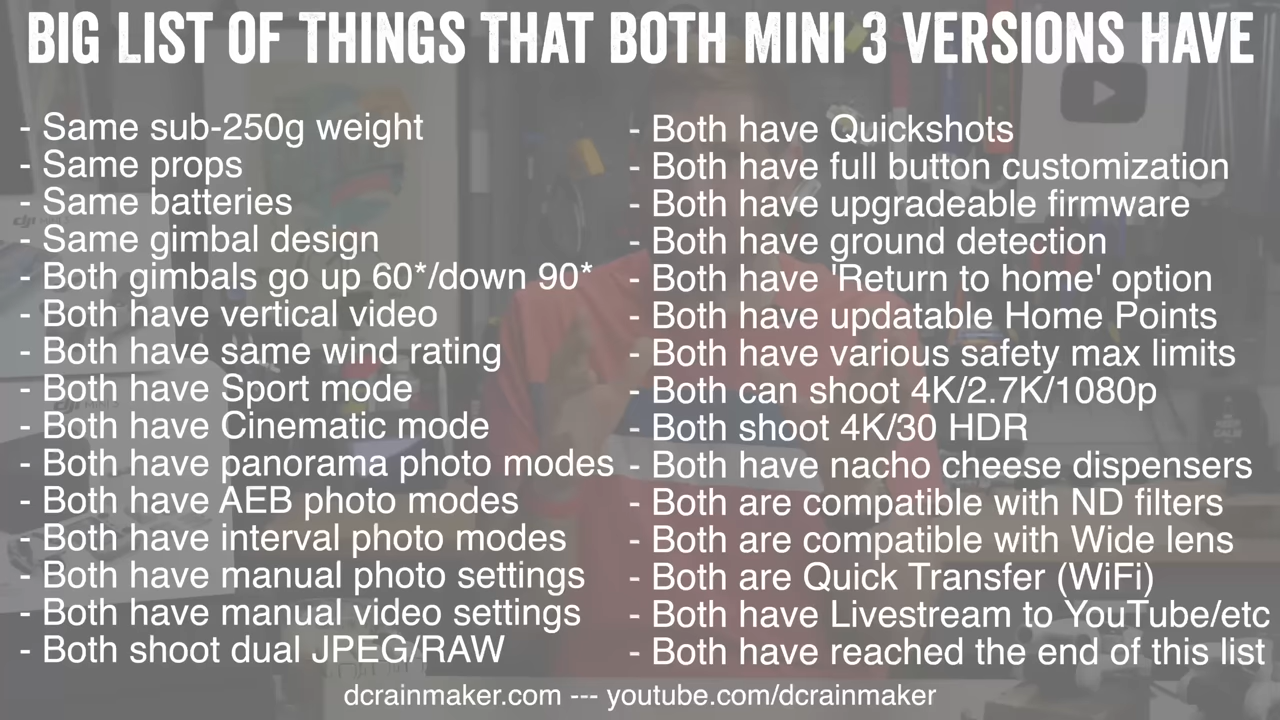 BIG LIST OF THINGS THAT BOTH MINI 3 VERSIONS HAVE
- Same sub-250g weight
- Same props
- Same batteries
- Same gimbal design
- Both gimbals go up 60*/down 90*
- Both have vertical video
- Both have same wind rating
- Both have Sport mode
- Both have Cinematic mode
- Both have panorama photo modes
- Both have AEB photo modes
- Both have interval photo modes
- Both have manual photo settings
- Both have manual video settings
- Both shoot dual JPEG/RAW
- Both have Quickshots
- Both have full button customization
- Both have upgradeable firmware
- Both have ground detection
- Both have 'Return to home' option
- Both have updatable Home Points
- Both have various safety max limits
- Both can shoot 4K/2.7K/1080p
- Both shoot 4K/30 HDR
- Both have nacho cheese dispensers
- Both are compatible with ND filters
- Both are compatible with Wide lens
- Both are Quick Transfer (WiFi)
- Both have Livestream to YouTube/etc
- Both have reached the end of this list
dcrainmaker.com --- youtube.com/dcrainmaker